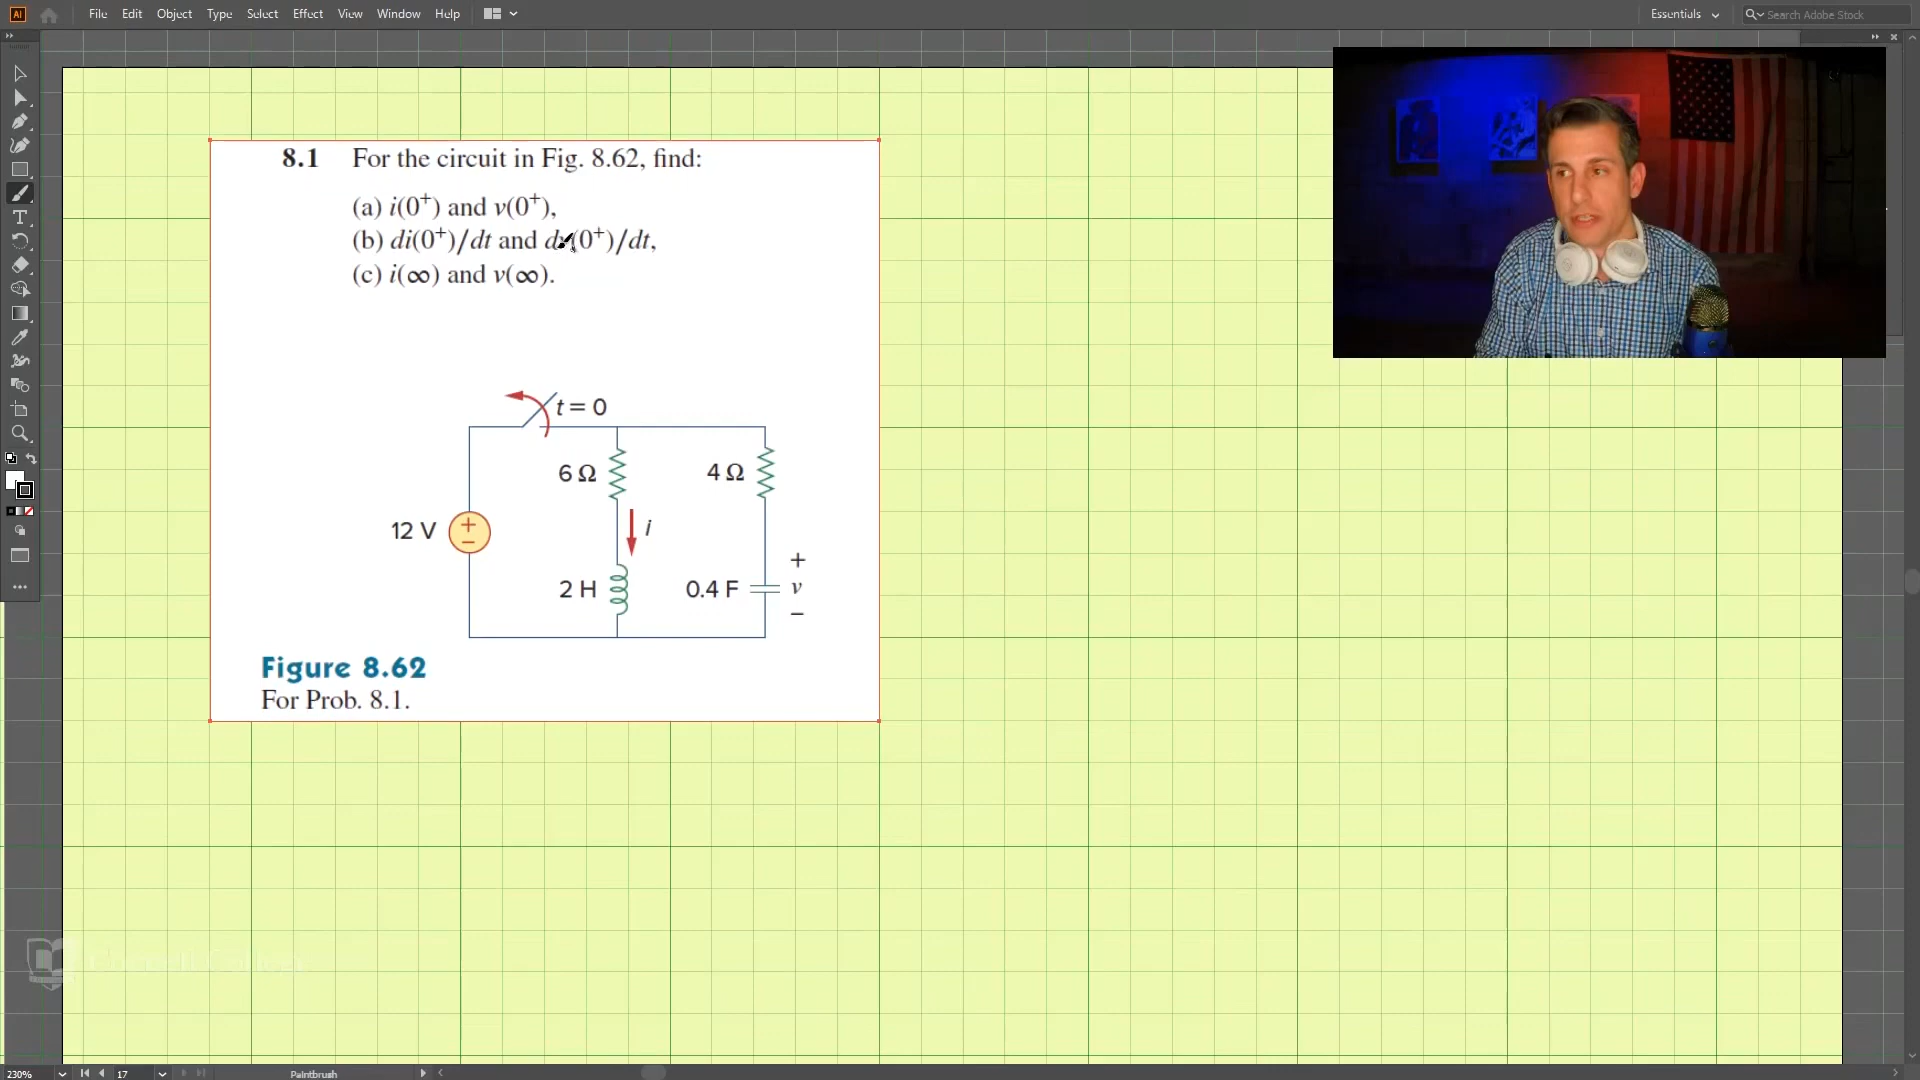 Ai File Edit Object Type Select Effect View Window Help Essentials Search Adobe Stock
8.1 For the circuit in Fig. 8.62, find:
(a) i(0⁺) and v(0⁺),
(b) di(0⁺)/dt and dv(0⁺)/dt,
(c) i(∞) and v(∞).
t = 0
6 Ω 4 Ω
12 V + − i
2 H 0.4 F + v −
Figure 8.62
For Prob. 8.1.
230% 17 Paintbrush